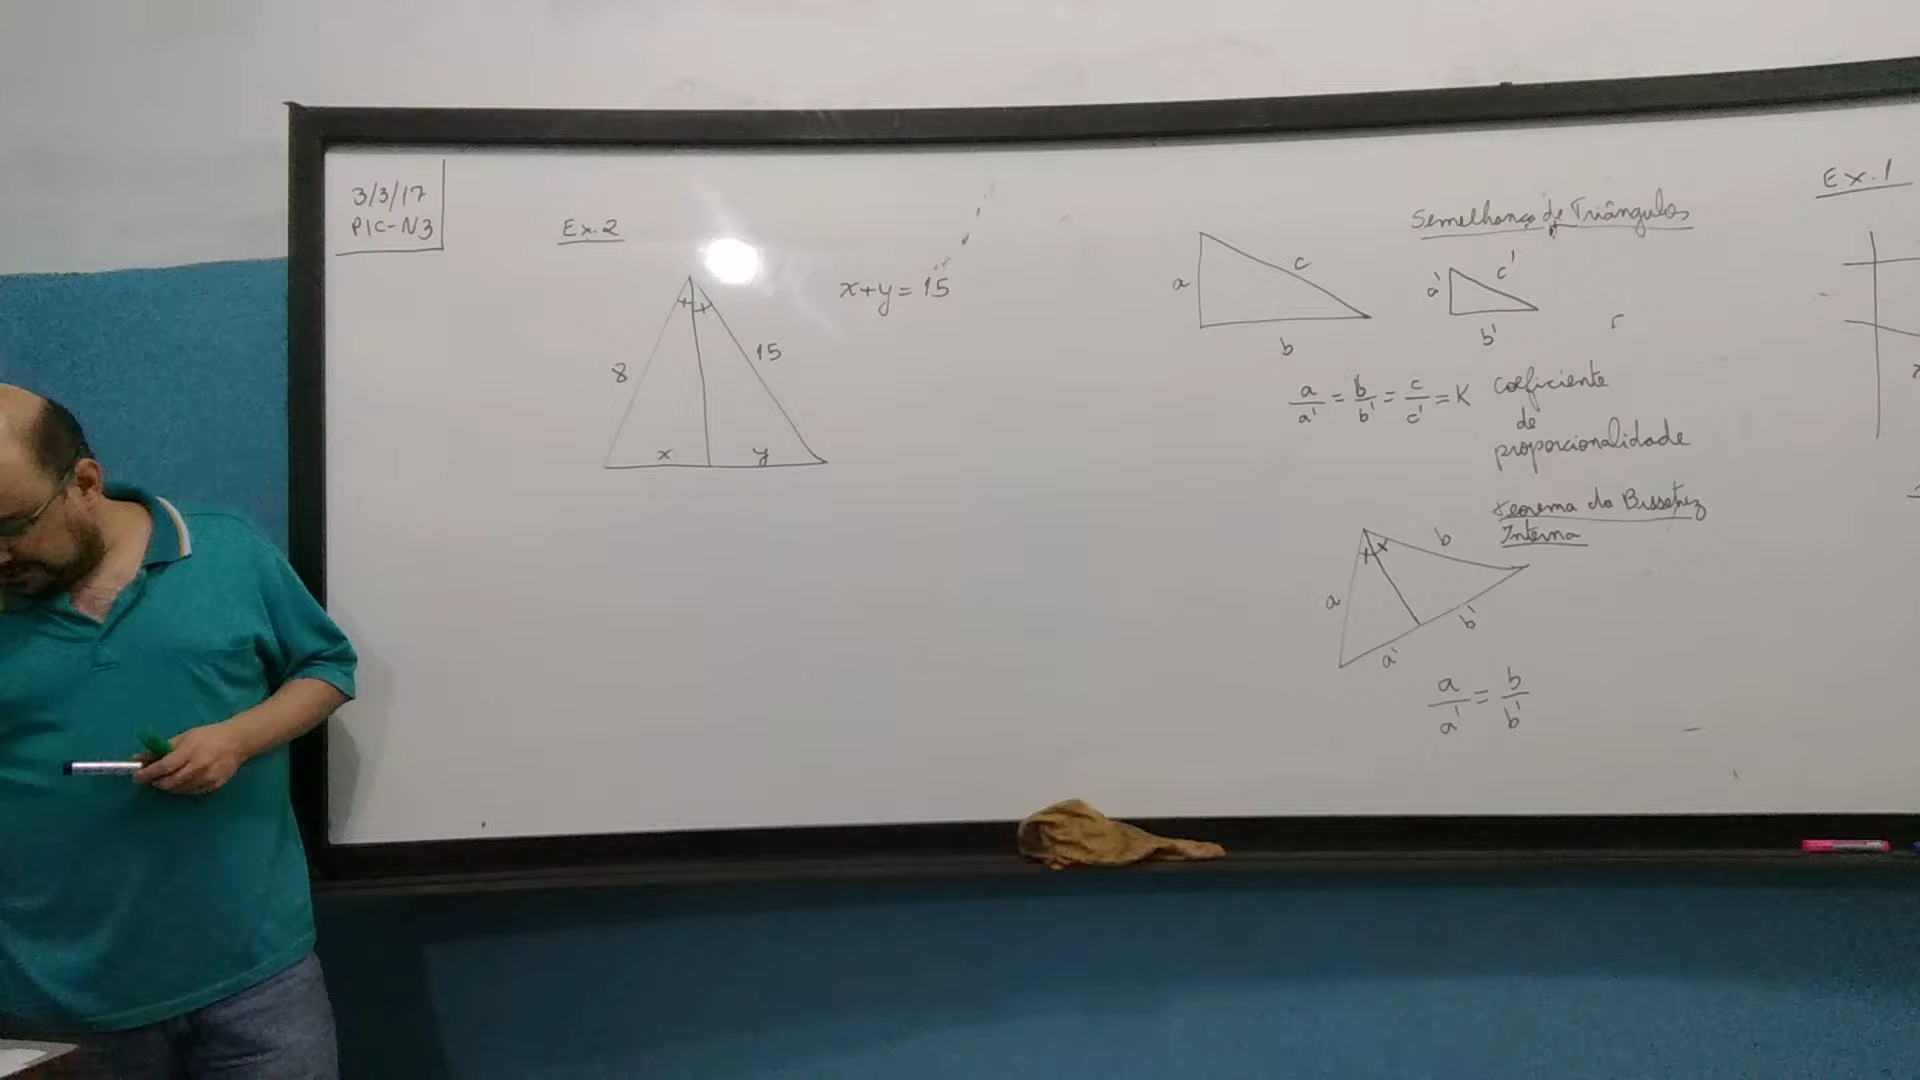 3/3/17
PIC-N3
Ex.2
x+y=15
8
15
x
y
Semelhança de Triângulos
a
c
b
a'
c'
b'
a/a' = b/b' = c/c' = K
Coeficiente
de
proporcionalidade
teorema da Bissetriz
Interna
a
b
a'
b'
a/a' = b/b'
Ex.1